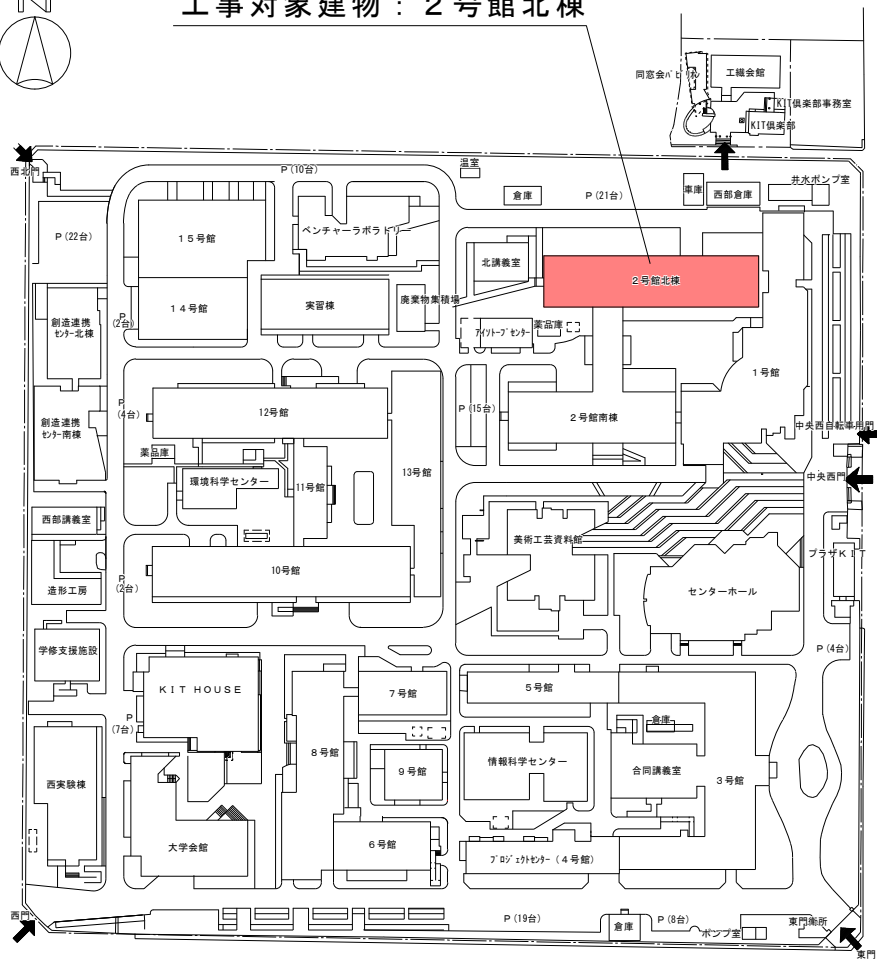 N
工事対象建物：２号館北棟
同窓会パビリオン
工繊会館
KIT倶楽部事務室
KIT倶楽部
西北門
P(10台)
温室
倉庫
P(21台)
車庫
西部倉庫
井水ポンプ室
P(22台)
15号館
ベンチャーラボラトリー
北講義室
2号館北棟
14号館
実習棟
廃棄物集積場
P
(2台)
創造連携
センター北棟
アイソトープセンター
薬品庫
1号館
12号館
P
(4台)
P(15台)
2号館南棟
創造連携
センター南棟
中央西自転車用門
薬品庫
環境科学センター
11号館
13号館
中央西門
西部講義室
美術工芸資料館
プラザKIT
10号館
P
(2台)
造形工房
センターホール
学修支援施設
P(4台)
KIT HOUSE
7号館
5号館
P
(7台)
倉庫
8号館
9号館
情報科学センター
合同講義室
3号館
西実験棟
大学会館
6号館
プロジェクトセンター(4号館)
西門
P(19台)
倉庫
P(8台)
ポンプ室
東門衛所
東門